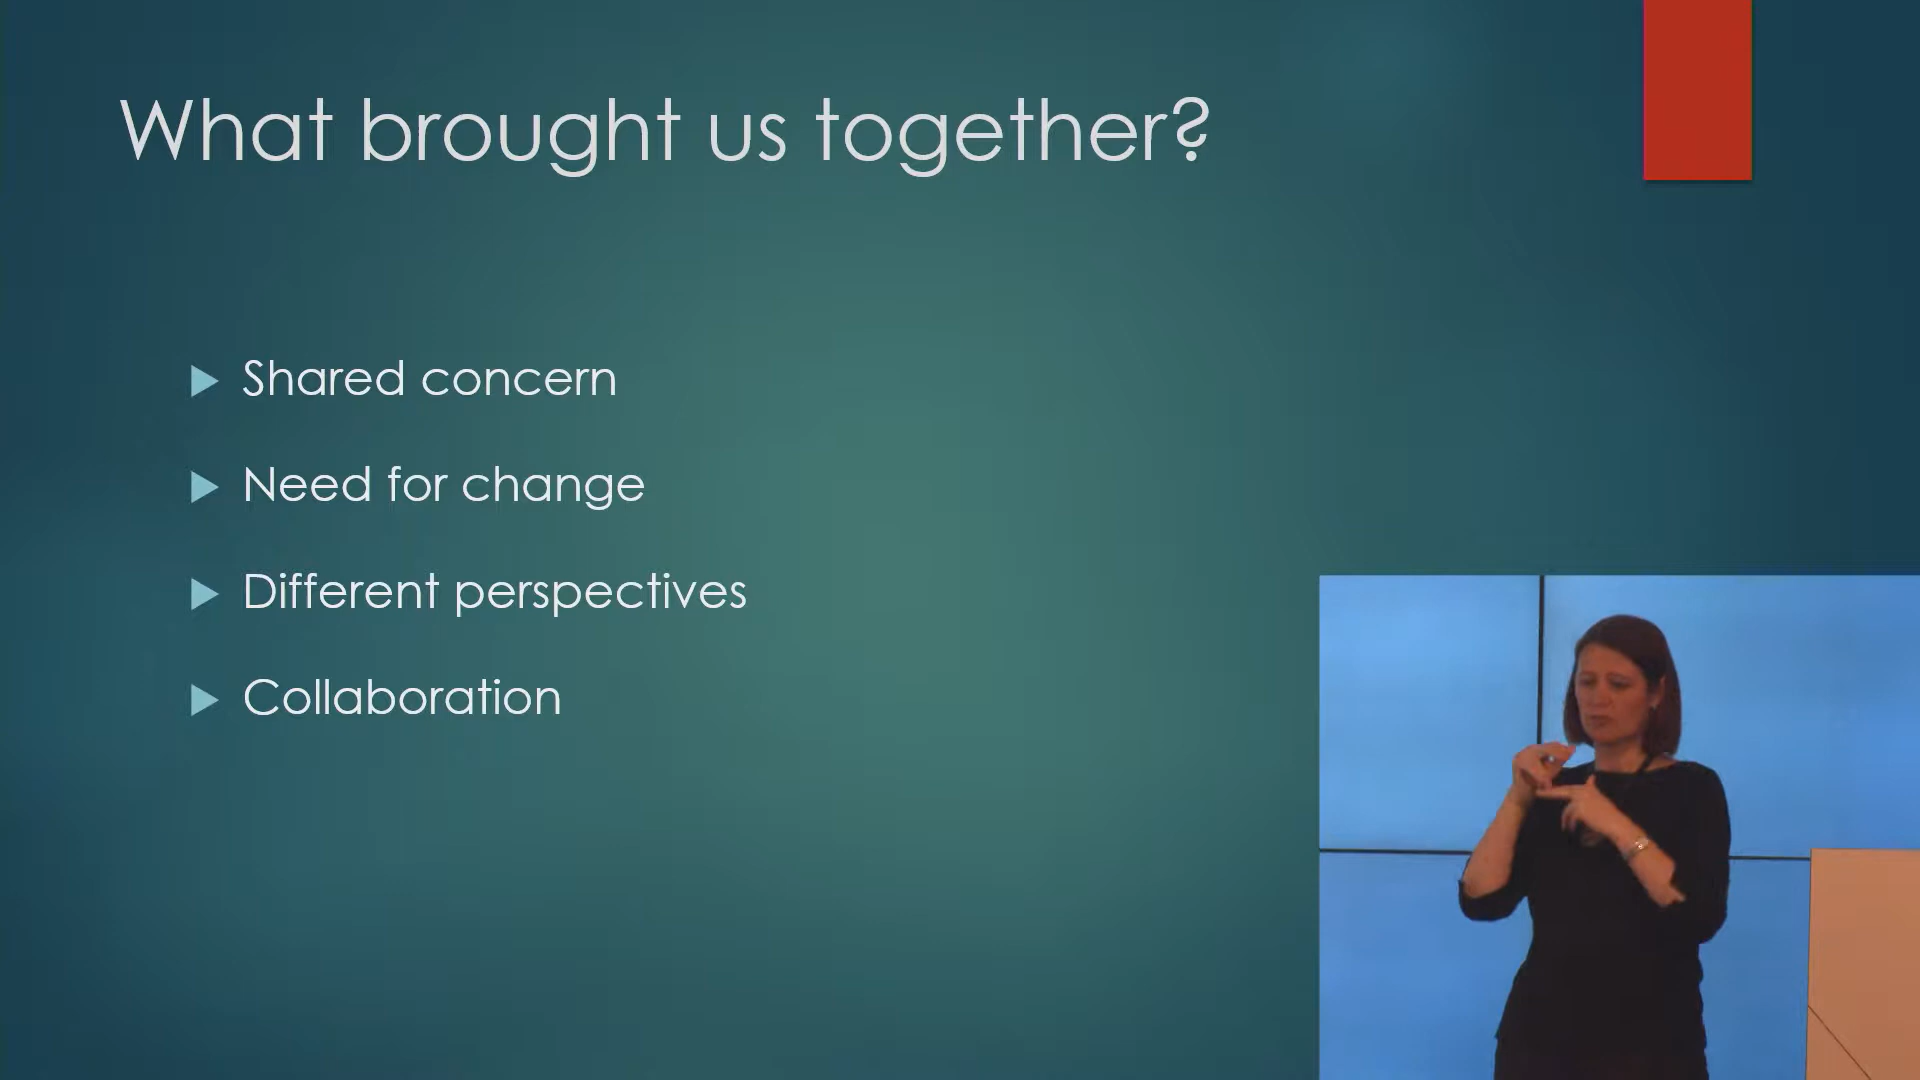 What brought us together?
Shared concern
Need for change
Different perspectives
Collaboration